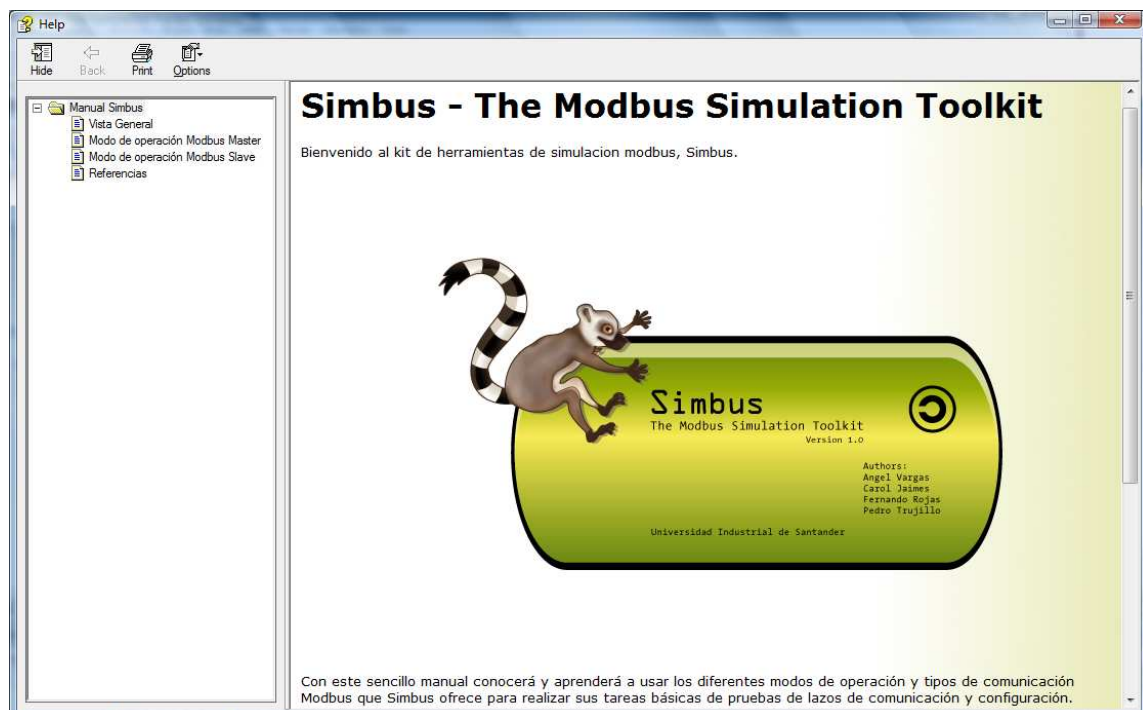 Help
Hide Back Print Options
Manual Simbus
Vista General
Modo de operación Modbus Master
Modo de operación Modbus Slave
Referencias
Simbus - The Modbus Simulation Toolkit
Bienvenido al kit de herramientas de simulacion modbus, Simbus.
Simbus
The Modbus Simulation Toolkit
Version 1.0
Authors:
Angel Vargas
Carol Jaimes
Fernando Rojas
Pedro Trujillo
Universidad Industrial de Santander
Con este sencillo manual conocerá y aprenderá a usar los diferentes modos de operación y tipos de comunicación
Modbus que Simbus ofrece para realizar sus tareas básicas de pruebas de lazos de comunicación y configuración.